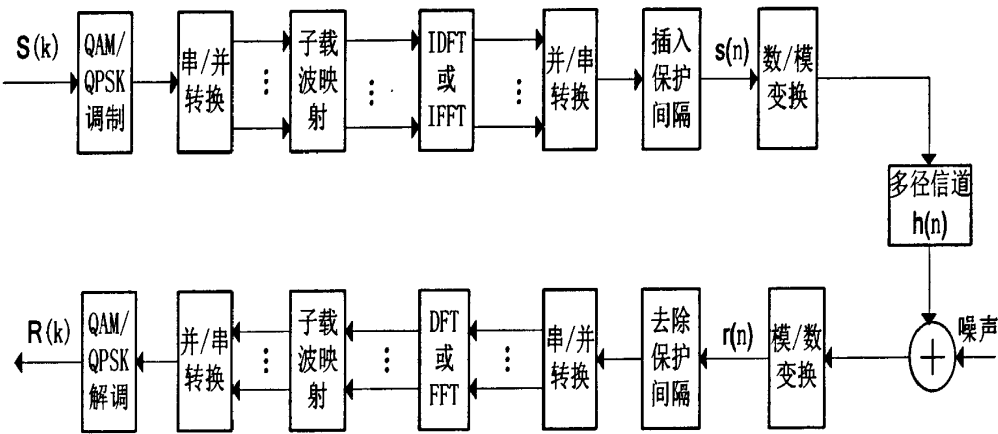 S(k)
QAM/
QPSK
调制
串/并
转换
子载
波映
射
IDFT
或
IFFT
并/串
转换
插入
保护
间隔
s(n)
数/模
变换
多径信道
h(n)
噪声
模/数
变换
r(n)
去除
保护
间隔
串/并
转换
DFT
或
FFT
子载
波映
射
并/串
转换
QAM/
QPSK
解调
R(k)